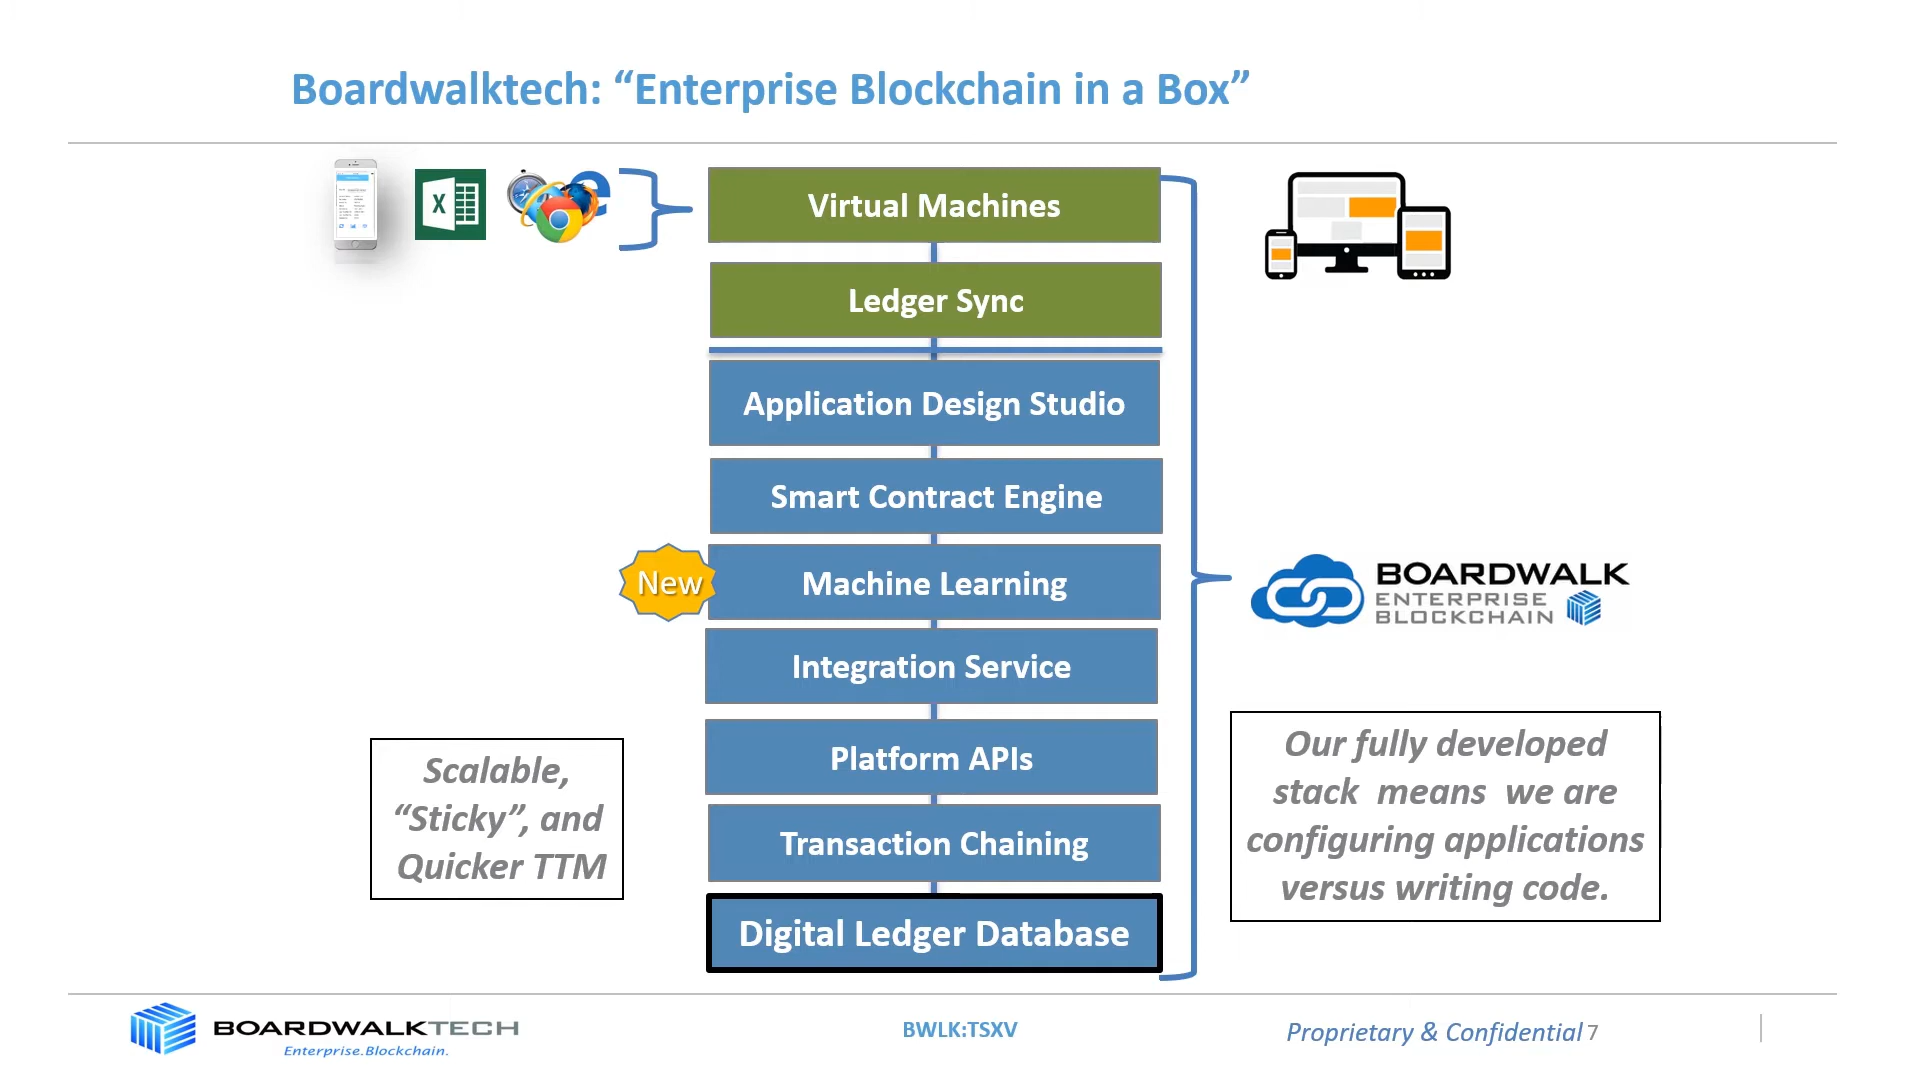 Boardwalktech: “Enterprise Blockchain in a Box”
Virtual Machines
Ledger Sync
Application Design Studio
Smart Contract Engine
New
Machine Learning
Integration Service
Platform APIs
Transaction Chaining
Digital Ledger Database
X
BOARDWALK
ENTERPRISE
BLOCKCHAIN
Scalable,
“Sticky”, and
Quicker TTM
Our fully developed
stack means we are
configuring applications
versus writing code.
BOARDWALKTECH
Enterprise.Blockchain.
BWLK:TSXV
Proprietary & Confidential 7